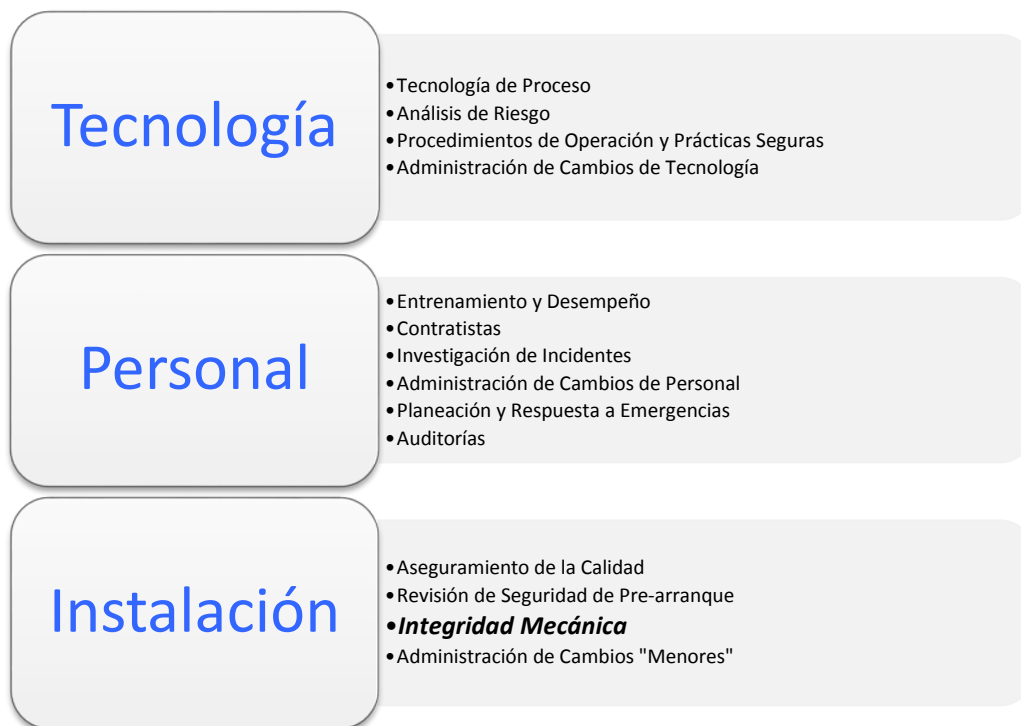 Tecnología
•Tecnología de Proceso
•Análisis de Riesgo
•Procedimientos de Operación y Prácticas Seguras
•Administración de Cambios de Tecnología
Personal
•Entrenamiento y Desempeño
•Contratistas
•Investigación de Incidentes
•Administración de Cambios de Personal
•Planeación y Respuesta a Emergencias
•Auditorías
Instalación
•Aseguramiento de la Calidad
•Revisión de Seguridad de Pre-arranque
•Integridad Mecánica
•Administración de Cambios "Menores"